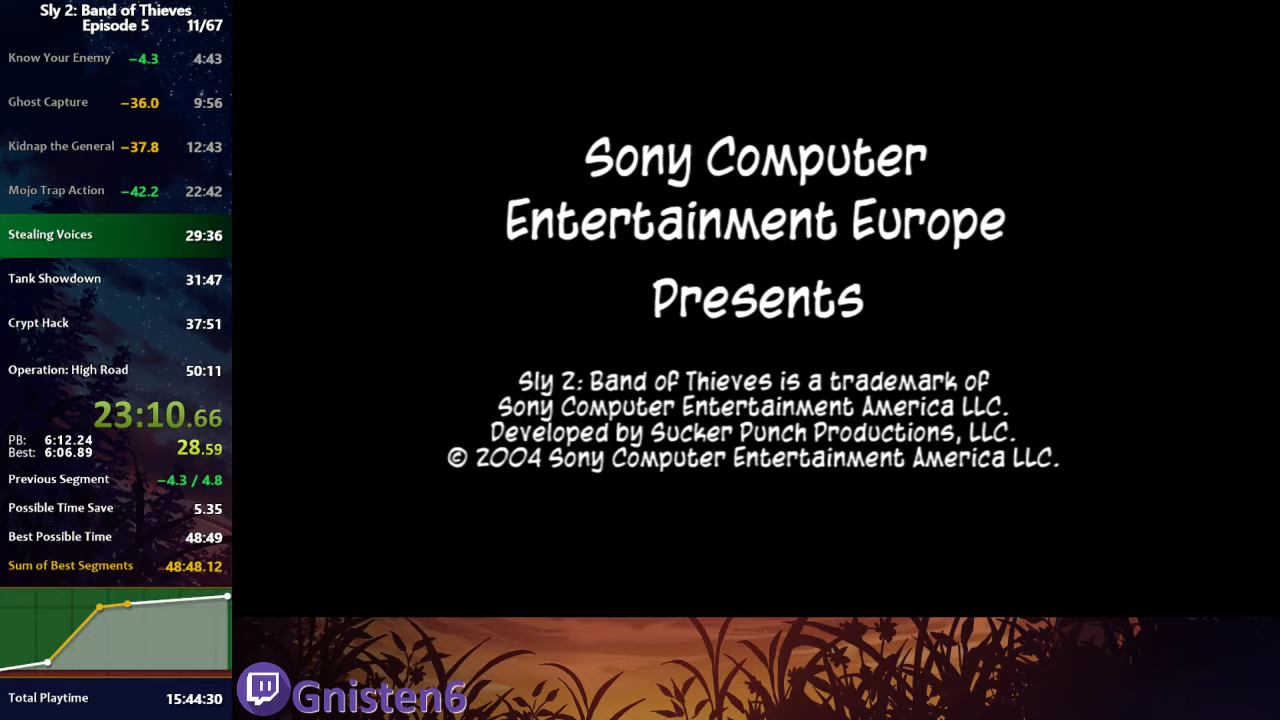 Sly 2: Band of Thieves
Episode 5 11/67
Know Your Enemy −4.3 4:43
Ghost Capture −36.0 9:56
Kidnap the General −37.8 12:43
Mojo Trap Action −42.2 22:42
Stealing Voices 29:36
Tank Showdown 31:47
Crypt Hack 37:51
Operation: High Road 50:11
23:10.66
PB: 6:12.24
Best: 6:06.89
28.59
Previous Segment −4.3 / 4.8
Possible Time Save 5.35
Best Possible Time 48:49
Sum of Best Segments 48:48.12
Total Playtime 15:44:30
Sony Computer
Entertainment Europe
Presents
Sly 2: Band of Thieves is a trademark of
Sony Computer Entertainment America LLC.
Developed by Sucker Punch Productions, LLC.
© 2004 Sony Computer Entertainment America LLC.
Gnisten6